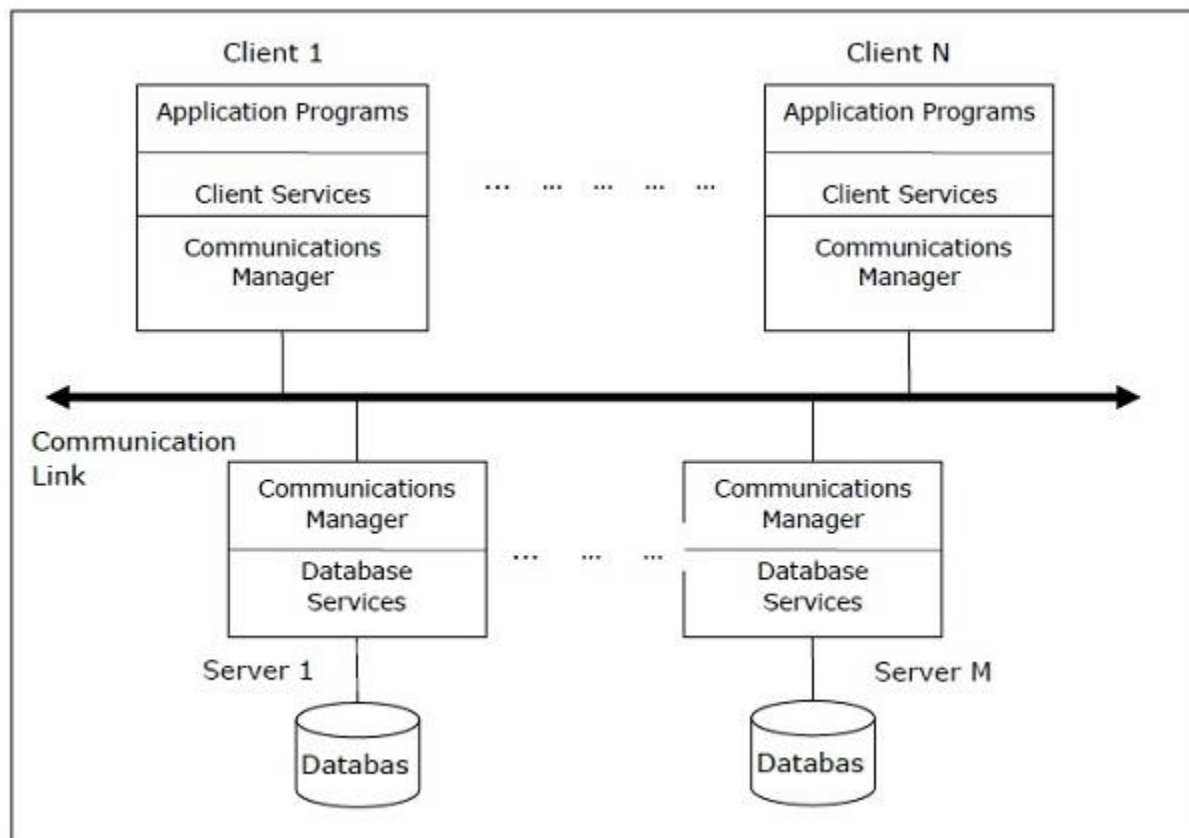 Client 1
Client N
Application Programs
Client Services
Communications
Manager
Application Programs
Client Services
Communications
Manager
... ... ... ... ...
Communication
Link
Communications
Manager
Database
Services
... ... ...
Communications
Manager
Database
Services
Server 1
Server M
Databas
Databas